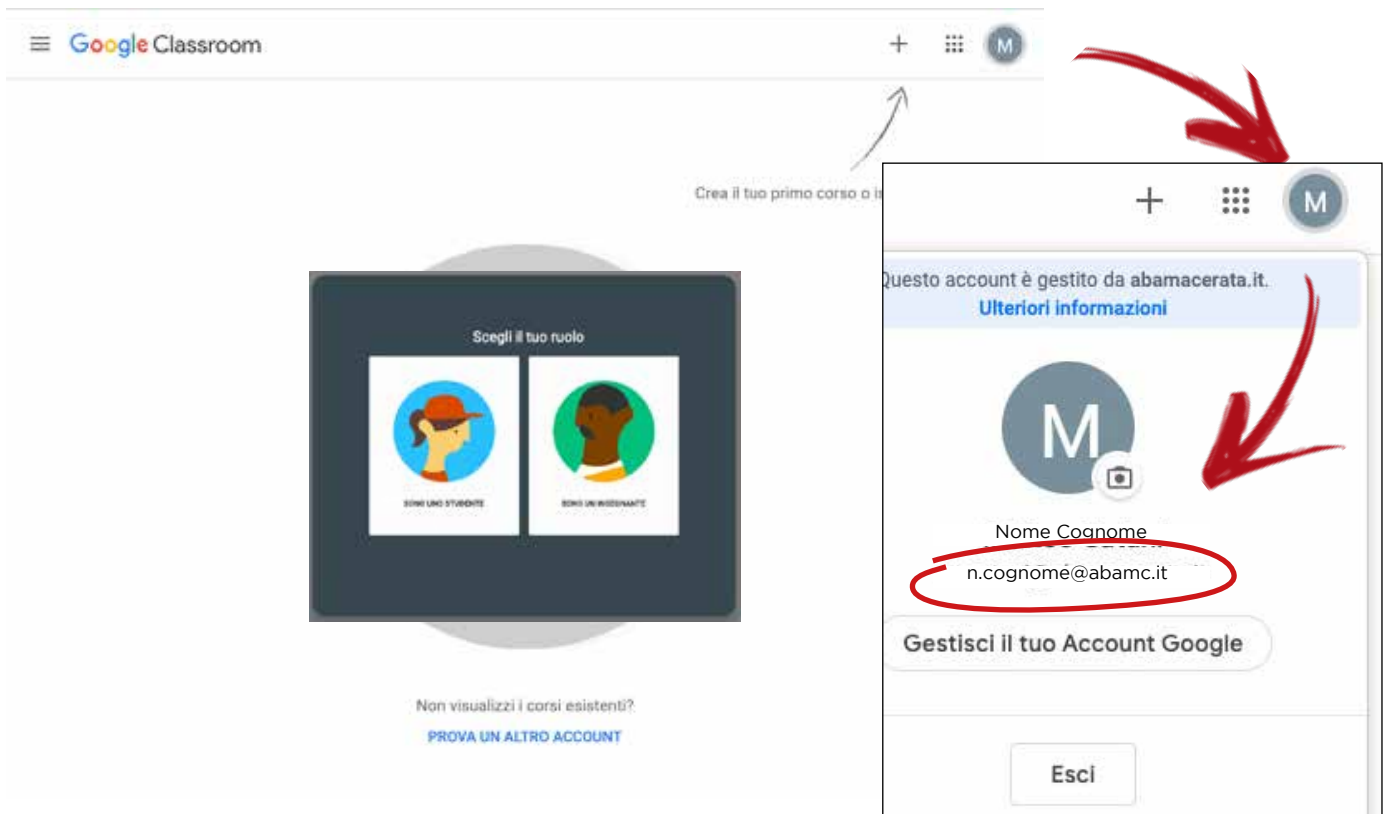 Google Classroom
M
Crea il tuo primo corso o is
Scegli il tuo ruolo
SONO UNO STUDENTE
SONO UN INSEGNANTE
Non visualizzi i corsi esistenti?
PROVA UN ALTRO ACCOUNT
M
Questo account è gestito da abamacerata.it.
Ulteriori informazioni
M
Nome Cognome
n.cognome@abamc.it
Gestisci il tuo Account Google
Esci